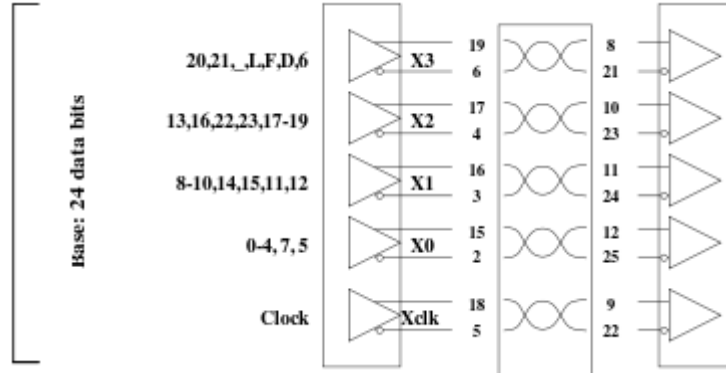 Base: 24 data bits
20,21,_,L,F,D,6 X3 19 8
6 21
13,16,22,23,17-19 X2 17 10
4 23
8-10,14,15,11,12 X1 16 11
3 24
0-4, 7, 5 X0 15 12
2 25
Clock Xclk 18 9
5 22